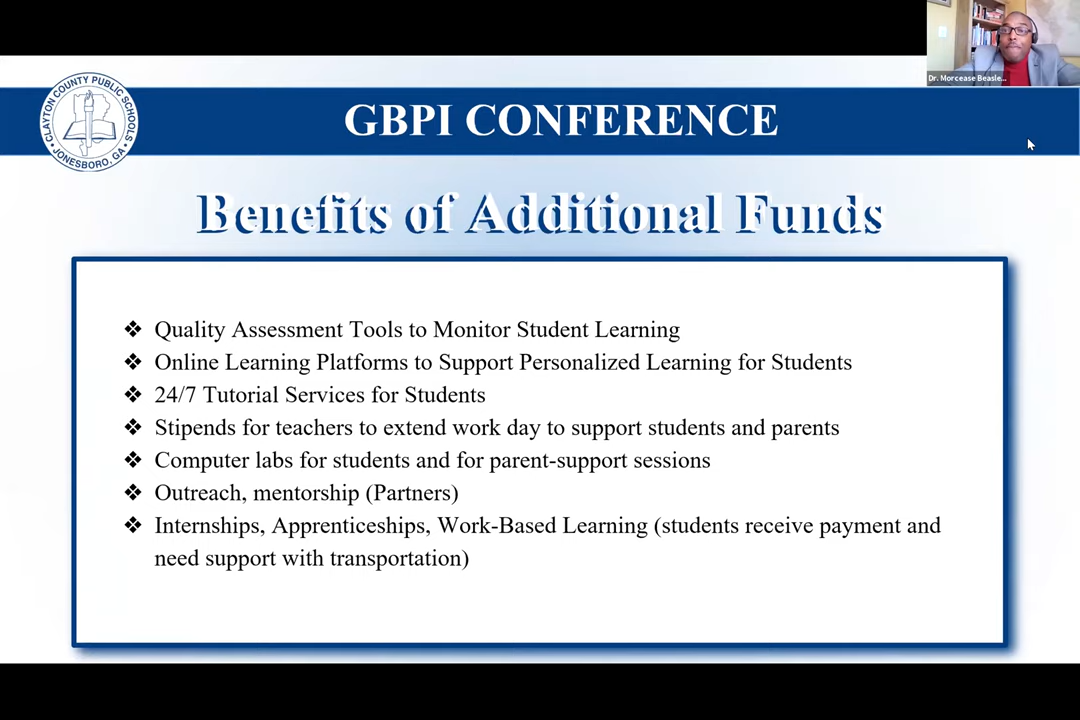 CLAYTON COUNTY PUBLIC SCHOOLS
JONESBORO, GA.
Dr. Morcease Beasle...
GBPI CONFERENCE
Benefits of Additional Funds
❖ Quality Assessment Tools to Monitor Student Learning
❖ Online Learning Platforms to Support Personalized Learning for Students
❖ 24/7 Tutorial Services for Students
❖ Stipends for teachers to extend work day to support students and parents
❖ Computer labs for students and for parent-support sessions
❖ Outreach, mentorship (Partners)
❖ Internships, Apprenticeships, Work-Based Learning (students receive payment and
need support with transportation)